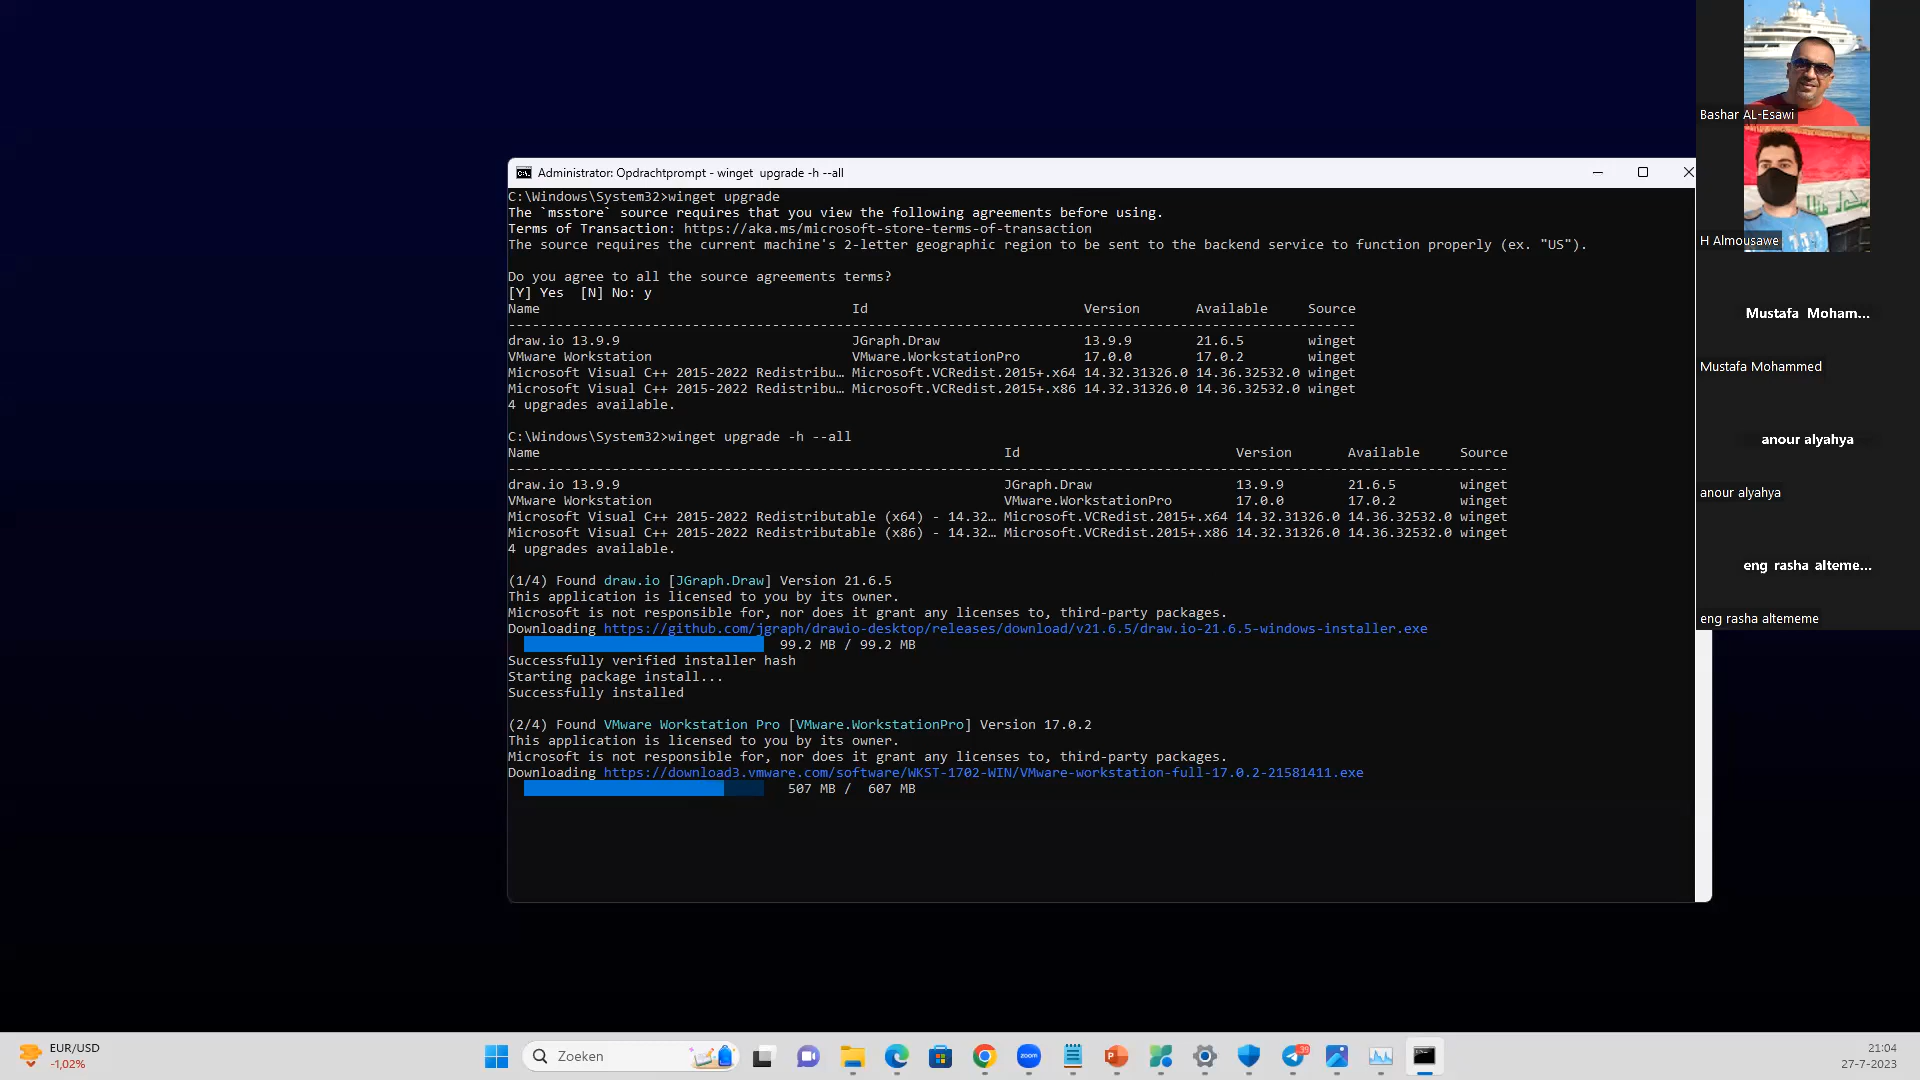 Administrator: Opdrachtprompt - winget  upgrade -h --all
C:\Windows\System32>winget upgrade
The `msstore` source requires that you view the following agreements before using.
Terms of Transaction: https://aka.ms/microsoft-store-terms-of-transaction
The source requires the current machine's 2-letter geographic region to be sent to the backend service to function properly (ex. "US").
Do you agree to all the source agreements terms?
[Y] Yes  [N] No: y
Name Id Version Available Source
--------------------------------------------------------------------------------------------------------
draw.io 13.9.9 JGraph.Draw 13.9.9 21.6.5 winget
VMware Workstation VMware.WorkstationPro 17.0.0 17.0.2 winget
Microsoft Visual C++ 2015-2022 Redistribu… Microsoft.VCRedist.2015+.x64 14.32.31326.0 14.36.32532.0 winget
Microsoft Visual C++ 2015-2022 Redistribu… Microsoft.VCRedist.2015+.x86 14.32.31326.0 14.36.32532.0 winget
4 upgrades available.
C:\Windows\System32>winget upgrade -h --all
Name Id Version Available Source
-----------------------------------------------------------------------------------------------------------------------------
draw.io 13.9.9 JGraph.Draw 13.9.9 21.6.5 winget
VMware Workstation VMware.WorkstationPro 17.0.0 17.0.2 winget
Microsoft Visual C++ 2015-2022 Redistributable (x64) - 14.32… Microsoft.VCRedist.2015+.x64 14.32.31326.0 14.36.32532.0 winget
Microsoft Visual C++ 2015-2022 Redistributable (x86) - 14.32… Microsoft.VCRedist.2015+.x86 14.32.31326.0 14.36.32532.0 winget
4 upgrades available.
(1/4) Found draw.io [JGraph.Draw] Version 21.6.5
This application is licensed to you by its owner.
Microsoft is not responsible for, nor does it grant any licenses to, third-party packages.
Downloading https://github.com/jgraph/drawio-desktop/releases/download/v21.6.5/draw.io-21.6.5-windows-installer.exe
99.2 MB / 99.2 MB
Successfully verified installer hash
Starting package install...
Successfully installed
(2/4) Found VMware Workstation Pro [VMware.WorkstationPro] Version 17.0.2
This application is licensed to you by its owner.
Microsoft is not responsible for, nor does it grant any licenses to, third-party packages.
Downloading https://download3.vmware.com/software/WKST-1702-WIN/VMware-workstation-full-17.0.2-21581411.exe
507 MB /  607 MB
Bashar AL-Esawi
H Almousawe
Mustafa  Moham...
Mustafa Mohammed
anour alyahya
anour alyahya
eng rasha alteme...
eng rasha altememe
EUR/USD
-1,02%
Zoeken
zoom
21:04
27-7-2023